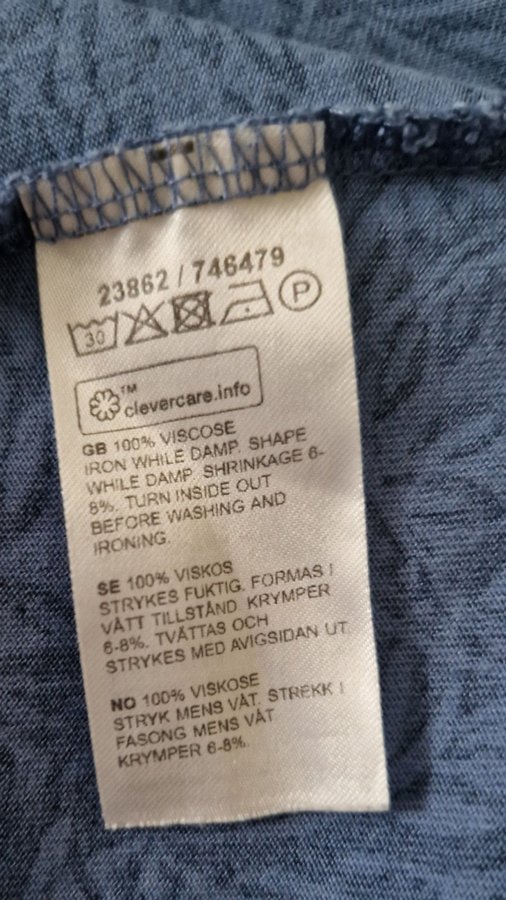 23862 / 746479
30 P
™ clevercare.info
GB 100% VISCOSE
IRON WHILE DAMP. SHAPE
WHILE DAMP. SHRINKAGE 6-
8%. TURN INSIDE OUT
BEFORE WASHING AND
IRONING.
SE 100% VISKOS
STRYKES FUKTIG. FORMAS I
VÅTT TILLSTÅND. KRYMPER
6-8%. TVÄTTAS OCH
STRYKES MED AVIGSIDAN UT.
NO 100% VISKOSE
STRYK MENS VÅT. STREKK I
FASONG MENS VÅT
KRYMPER 6-8%.